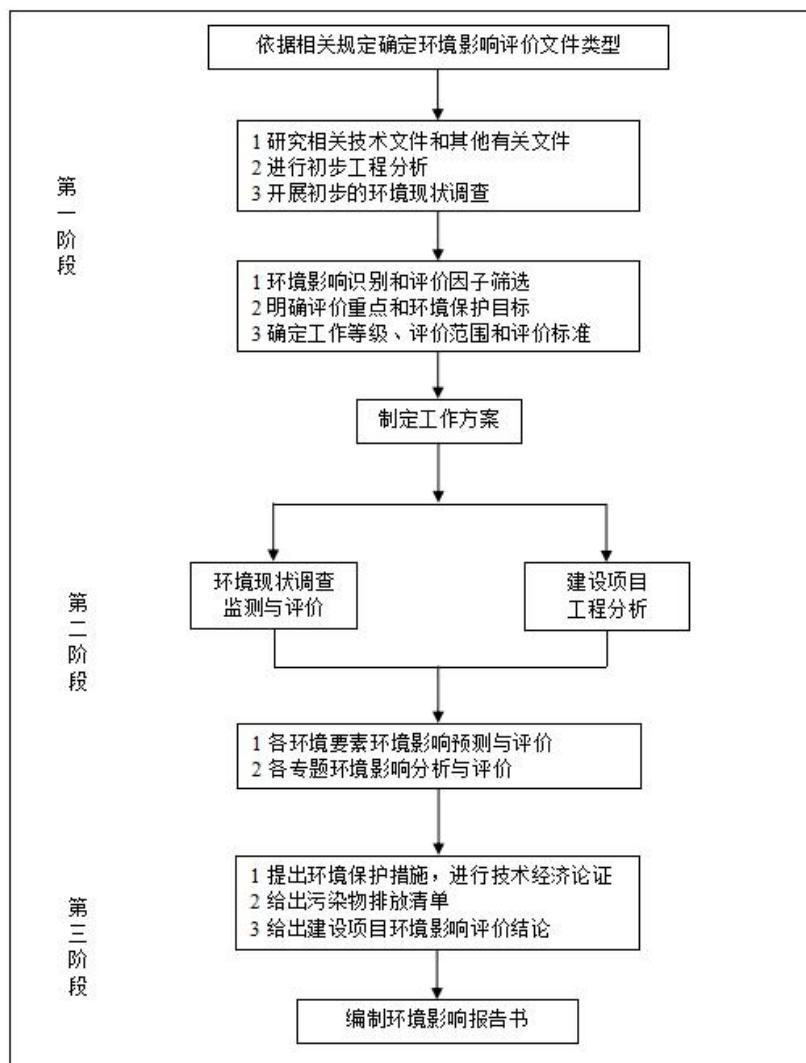 依据相关规定确定环境影响评价文件类型
1 研究相关技术文件和其他有关文件
2 进行初步工程分析
3 开展初步的环境现状调查
第一阶段
1 环境影响识别和评价因子筛选
2 明确评价重点和环境保护目标
3 确定工作等级、评价范围和评价标准
制定工作方案
环境现状调查
监测与评价
建设项目
工程分析
第二阶段
1 各环境要素环境影响预测与评价
2 各专题环境影响分析与评价
1 提出环境保护措施，进行技术经济论证
2 给出污染物排放清单
3 给出建设项目环境影响评价结论
第三阶段
编制环境影响报告书